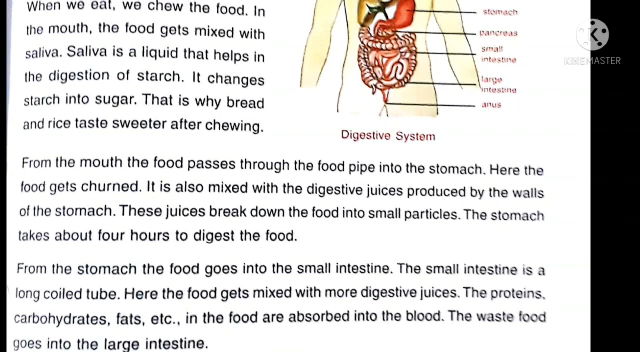 When we eat, we chew the food. In
the mouth, the food gets mixed with
saliva. Saliva is a liquid that helps in
the digestion of starch. It changes
starch into sugar. That is why bread
and rice taste sweeter after chewing.
stomach
pancreas
small
intestine
large
intestine
anus
Digestive System
KINEMASTER
From the mouth the food passes through the food pipe into the stomach. Here the
food gets churned. It is also mixed with the digestive juices produced by the walls
of the stomach. These juices break down the food into small particles. The stomach
takes about four hours to digest the food.
From the stomach the food goes into the small intestine. The small intestine is a
long coiled tube. Here the food gets mixed with more digestive juices. The proteins,
carbohydrates, fats, etc., in the food are absorbed into the blood. The waste food
goes into the large intestine.